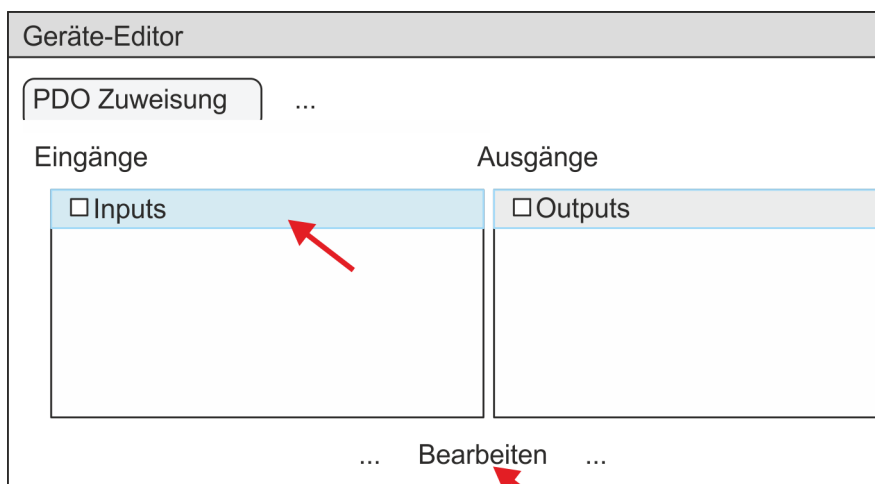 Geräte-Editor
PDO Zuweisung ...
Eingänge Ausgänge
Inputs Outputs
... Bearbeiten ...